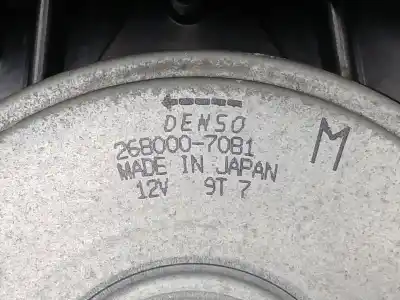 DENSO
268000-7081
MADE IN JAPAN
12V 9T 7
M